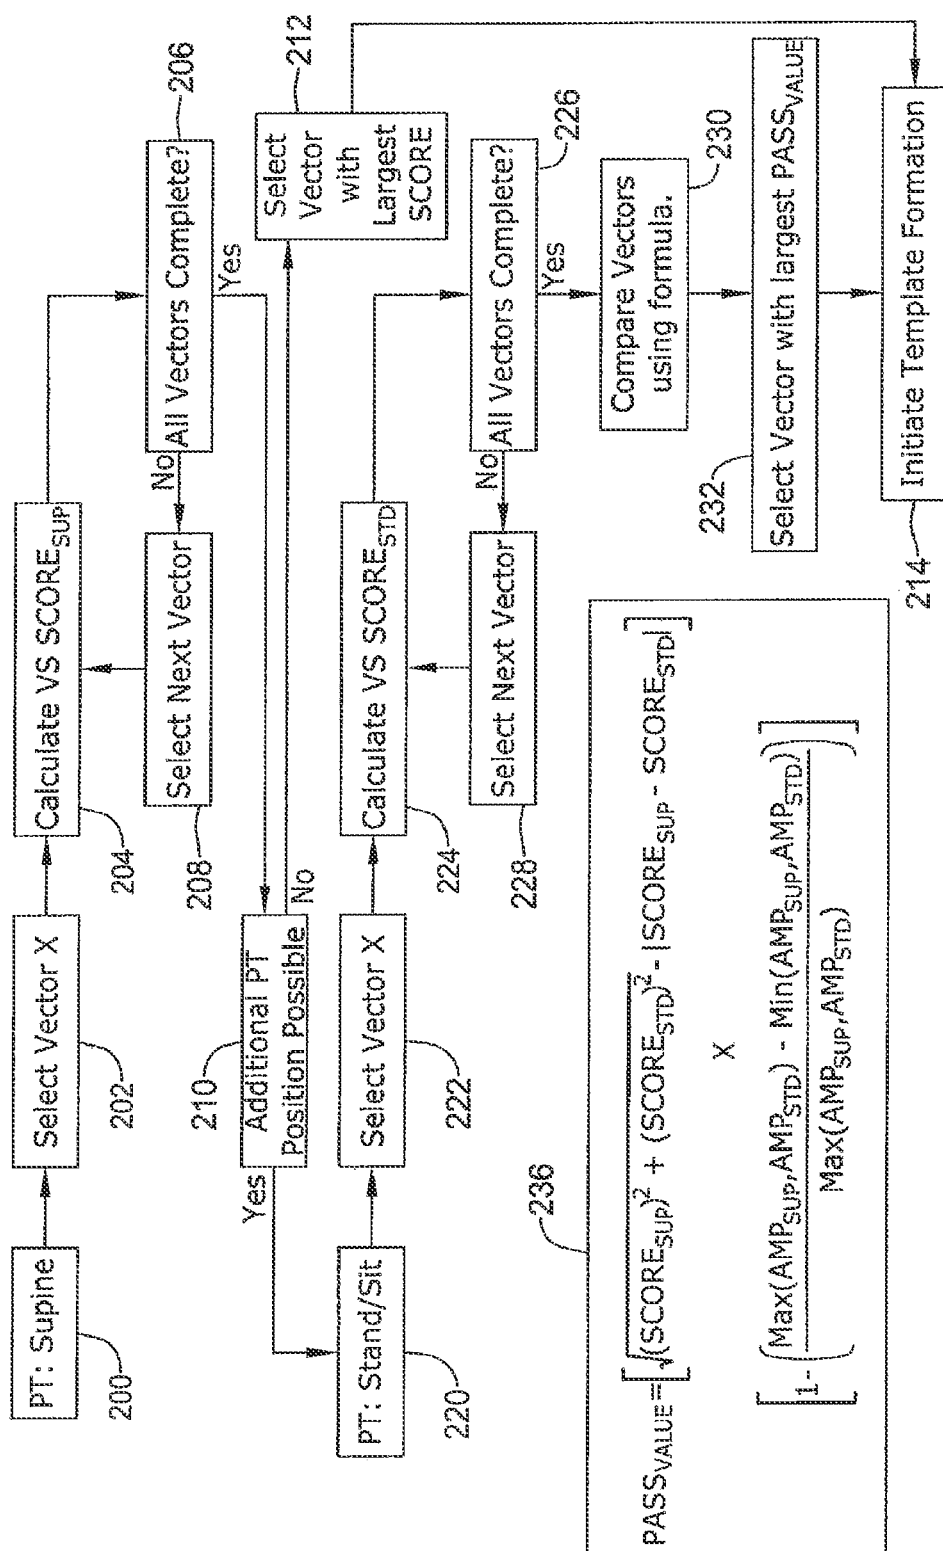 PT: Supine
200
Select Vector X
202
Calculate VS SCORE_SUP
204
All Vectors Complete?
206
No
Yes
Select Next Vector
208
Additional PT
Position Possible
210
Yes
No
Select
Vector
with
Largest
SCORE
212
PT: Stand/Sit
220
Select Vector X
222
Calculate VS SCORE_STD
224
All Vectors Complete?
226
No
Yes
Select Next Vector
228
Compare Vectors
using formula.
230
Select Vector with largest PASS_VALUE
232
Initiate Template Formation
214
236
PASS_VALUE = [√(SCORE_SUP)² + (SCORE_STD)² - |SCORE_SUP - SCORE_STD|]
X
[1- (Max(AMP_SUP,AMP_STD) - Min(AMP_SUP,AMP_STD)
Max(AMP_SUP,AMP_STD))]